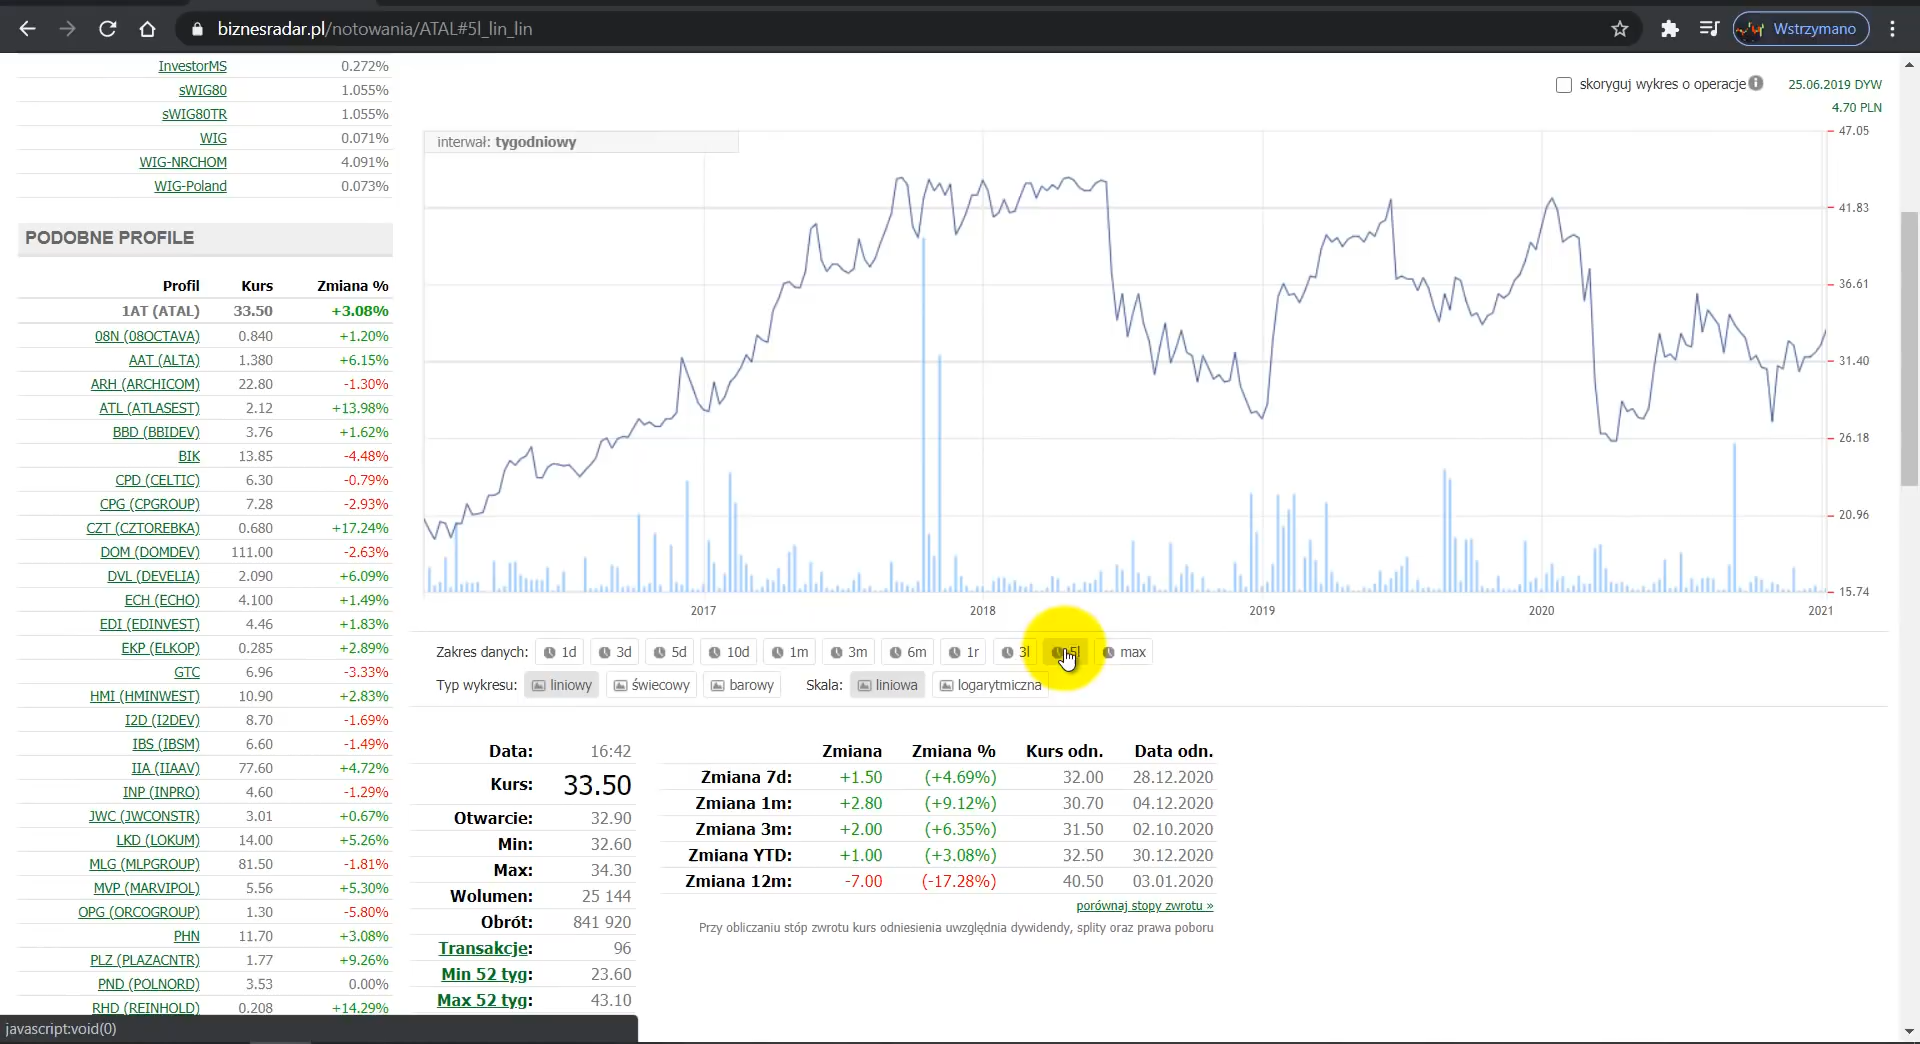 biznesradar.pl/notowania/ATAL#5l_lin_lin
Wstrzymano
InvestorMS 0.272%
sWIG80 1.055%
sWIG80TR 1.055%
WIG 0.071%
WIG-NRCHOM 4.091%
WIG-Poland 0.073%
PODOBNE PROFILE
Profil Kurs Zmiana %
1AT (ATAL) 33.50 +3.08%
08N (08OCTAVA) 0.840 +1.20%
AAT (ALTA) 1.380 +6.15%
ARH (ARCHICOM) 22.80 -1.30%
ATL (ATLASEST) 2.12 +13.98%
BBD (BBIDEV) 3.76 +1.62%
BIK 13.85 -4.48%
CPD (CELTIC) 6.30 -0.79%
CPG (CPGROUP) 7.28 -2.93%
CZT (CZTOREBKA) 0.680 +17.24%
DOM (DOMDEV) 111.00 -2.63%
DVL (DEVELIA) 2.090 +6.09%
ECH (ECHO) 4.100 +1.49%
EDI (EDINVEST) 4.46 +1.83%
EKP (ELKOP) 0.285 +2.89%
GTC 6.96 -3.33%
HMI (HMINWEST) 10.90 +2.83%
I2D (I2DEV) 8.70 -1.69%
IBS (IBSM) 6.60 -1.49%
IIA (IIAAV) 77.60 +4.72%
INP (INPRO) 4.60 -1.29%
JWC (JWCONSTR) 3.01 +0.67%
LKD (LOKUM) 14.00 +5.26%
MLG (MLPGROUP) 81.50 -1.81%
MVP (MARVIPOL) 5.56 +5.30%
OPG (ORCOGROUP) 1.30 -5.80%
PHN 11.70 +3.08%
PLZ (PLAZACNTR) 1.77 +9.26%
PND (POLNORD) 3.53 0.00%
RHD (REINHOLD) 0.208 +14.29%
javascript:void(0)
skoryguj wykres o operacje 25.06.2019 DYW
4.70 PLN
interwał: tygodniowy
47.05
41.83
36.61
31.40
26.18
20.96
15.74
2017 2018 2019 2020 2021
Zakres danych: 1d 3d 5d 10d 1m 3m 6m 1r 3l 5l max
Typ wykresu: liniowy świecowy barowy Skala: liniowa logarytmiczna
Data: 16:42
Kurs: 33.50
Otwarcie: 32.90
Min: 32.60
Max: 34.30
Wolumen: 25 144
Obrót: 841 920
Transakcje: 96
Min 52 tyg: 23.60
Max 52 tyg: 43.10
Zmiana Zmiana % Kurs odn. Data odn.
Zmiana 7d: +1.50 (+4.69%) 32.00 28.12.2020
Zmiana 1m: +2.80 (+9.12%) 30.70 04.12.2020
Zmiana 3m: +2.00 (+6.35%) 31.50 02.10.2020
Zmiana YTD: +1.00 (+3.08%) 32.50 30.12.2020
Zmiana 12m: -7.00 (-17.28%) 40.50 03.01.2020
porównaj stopy zwrotu »
Przy obliczaniu stóp zwrotu kurs odniesienia uwzględnia dywidendy, splity oraz prawa poboru